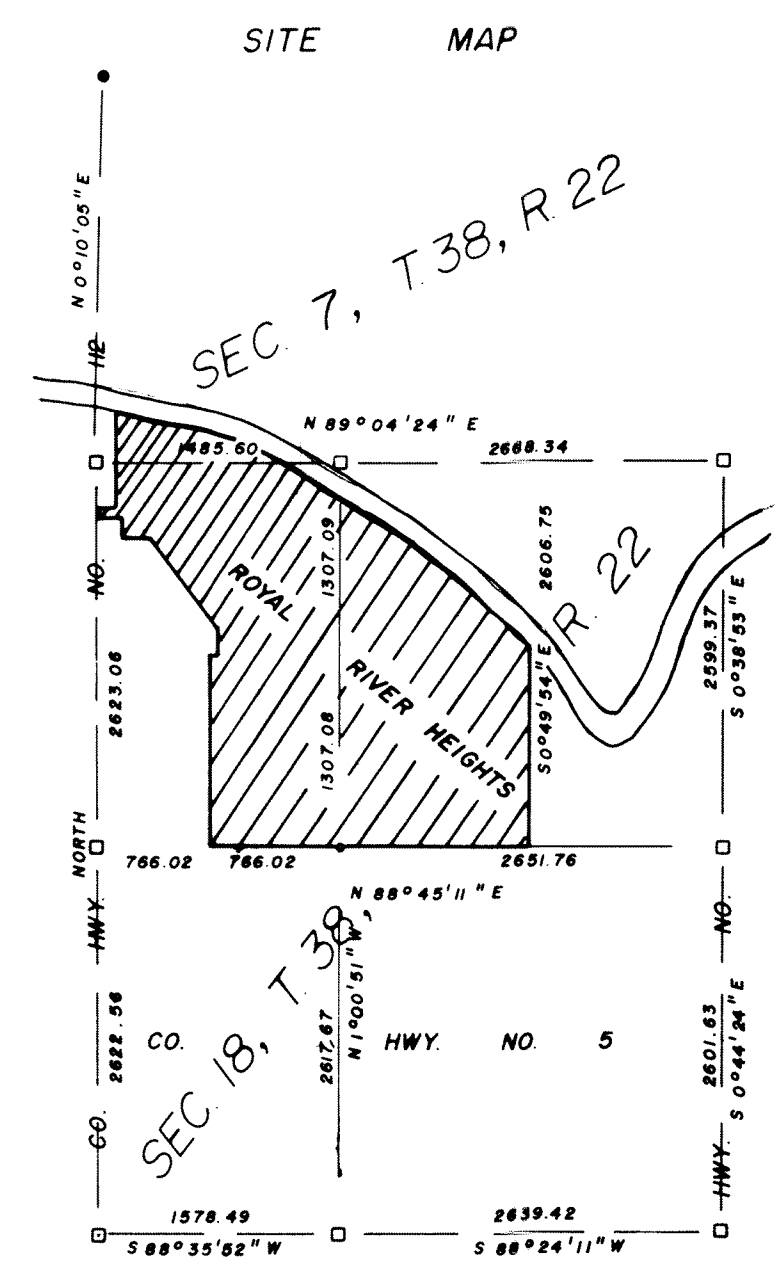 SITE MAP
N 0°10'05" E
SEC. 7, T. 38, R. 22
112
N 89°04'24" E
1485.60
2668.34
1307.09
2606.75
R. 22
NO.
ROYAL
RIVER HEIGHTS
2623.06
1307.08
S 0°49'54" E
2599.37
S 0°38'53" E
NORTH
766.02
766.02
2651.76
N 88°45'11" E
HWY.
NO.
SEC. 18, T. 38,
2622.56
CO.
2617.67
N 1°00'51" W
HWY. NO. 5
2601.63
S 0°44'24" E
CO.
HWY.
1578.49
2639.42
S 88°35'52" W
S 88°24'11" W